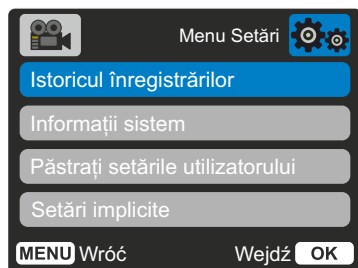 Menu Setări
Istoricul înregistrărilor
Informații sistem
Păstrați setările utilizatorului
Setări implicite
MENU Wróć Wejdź OK